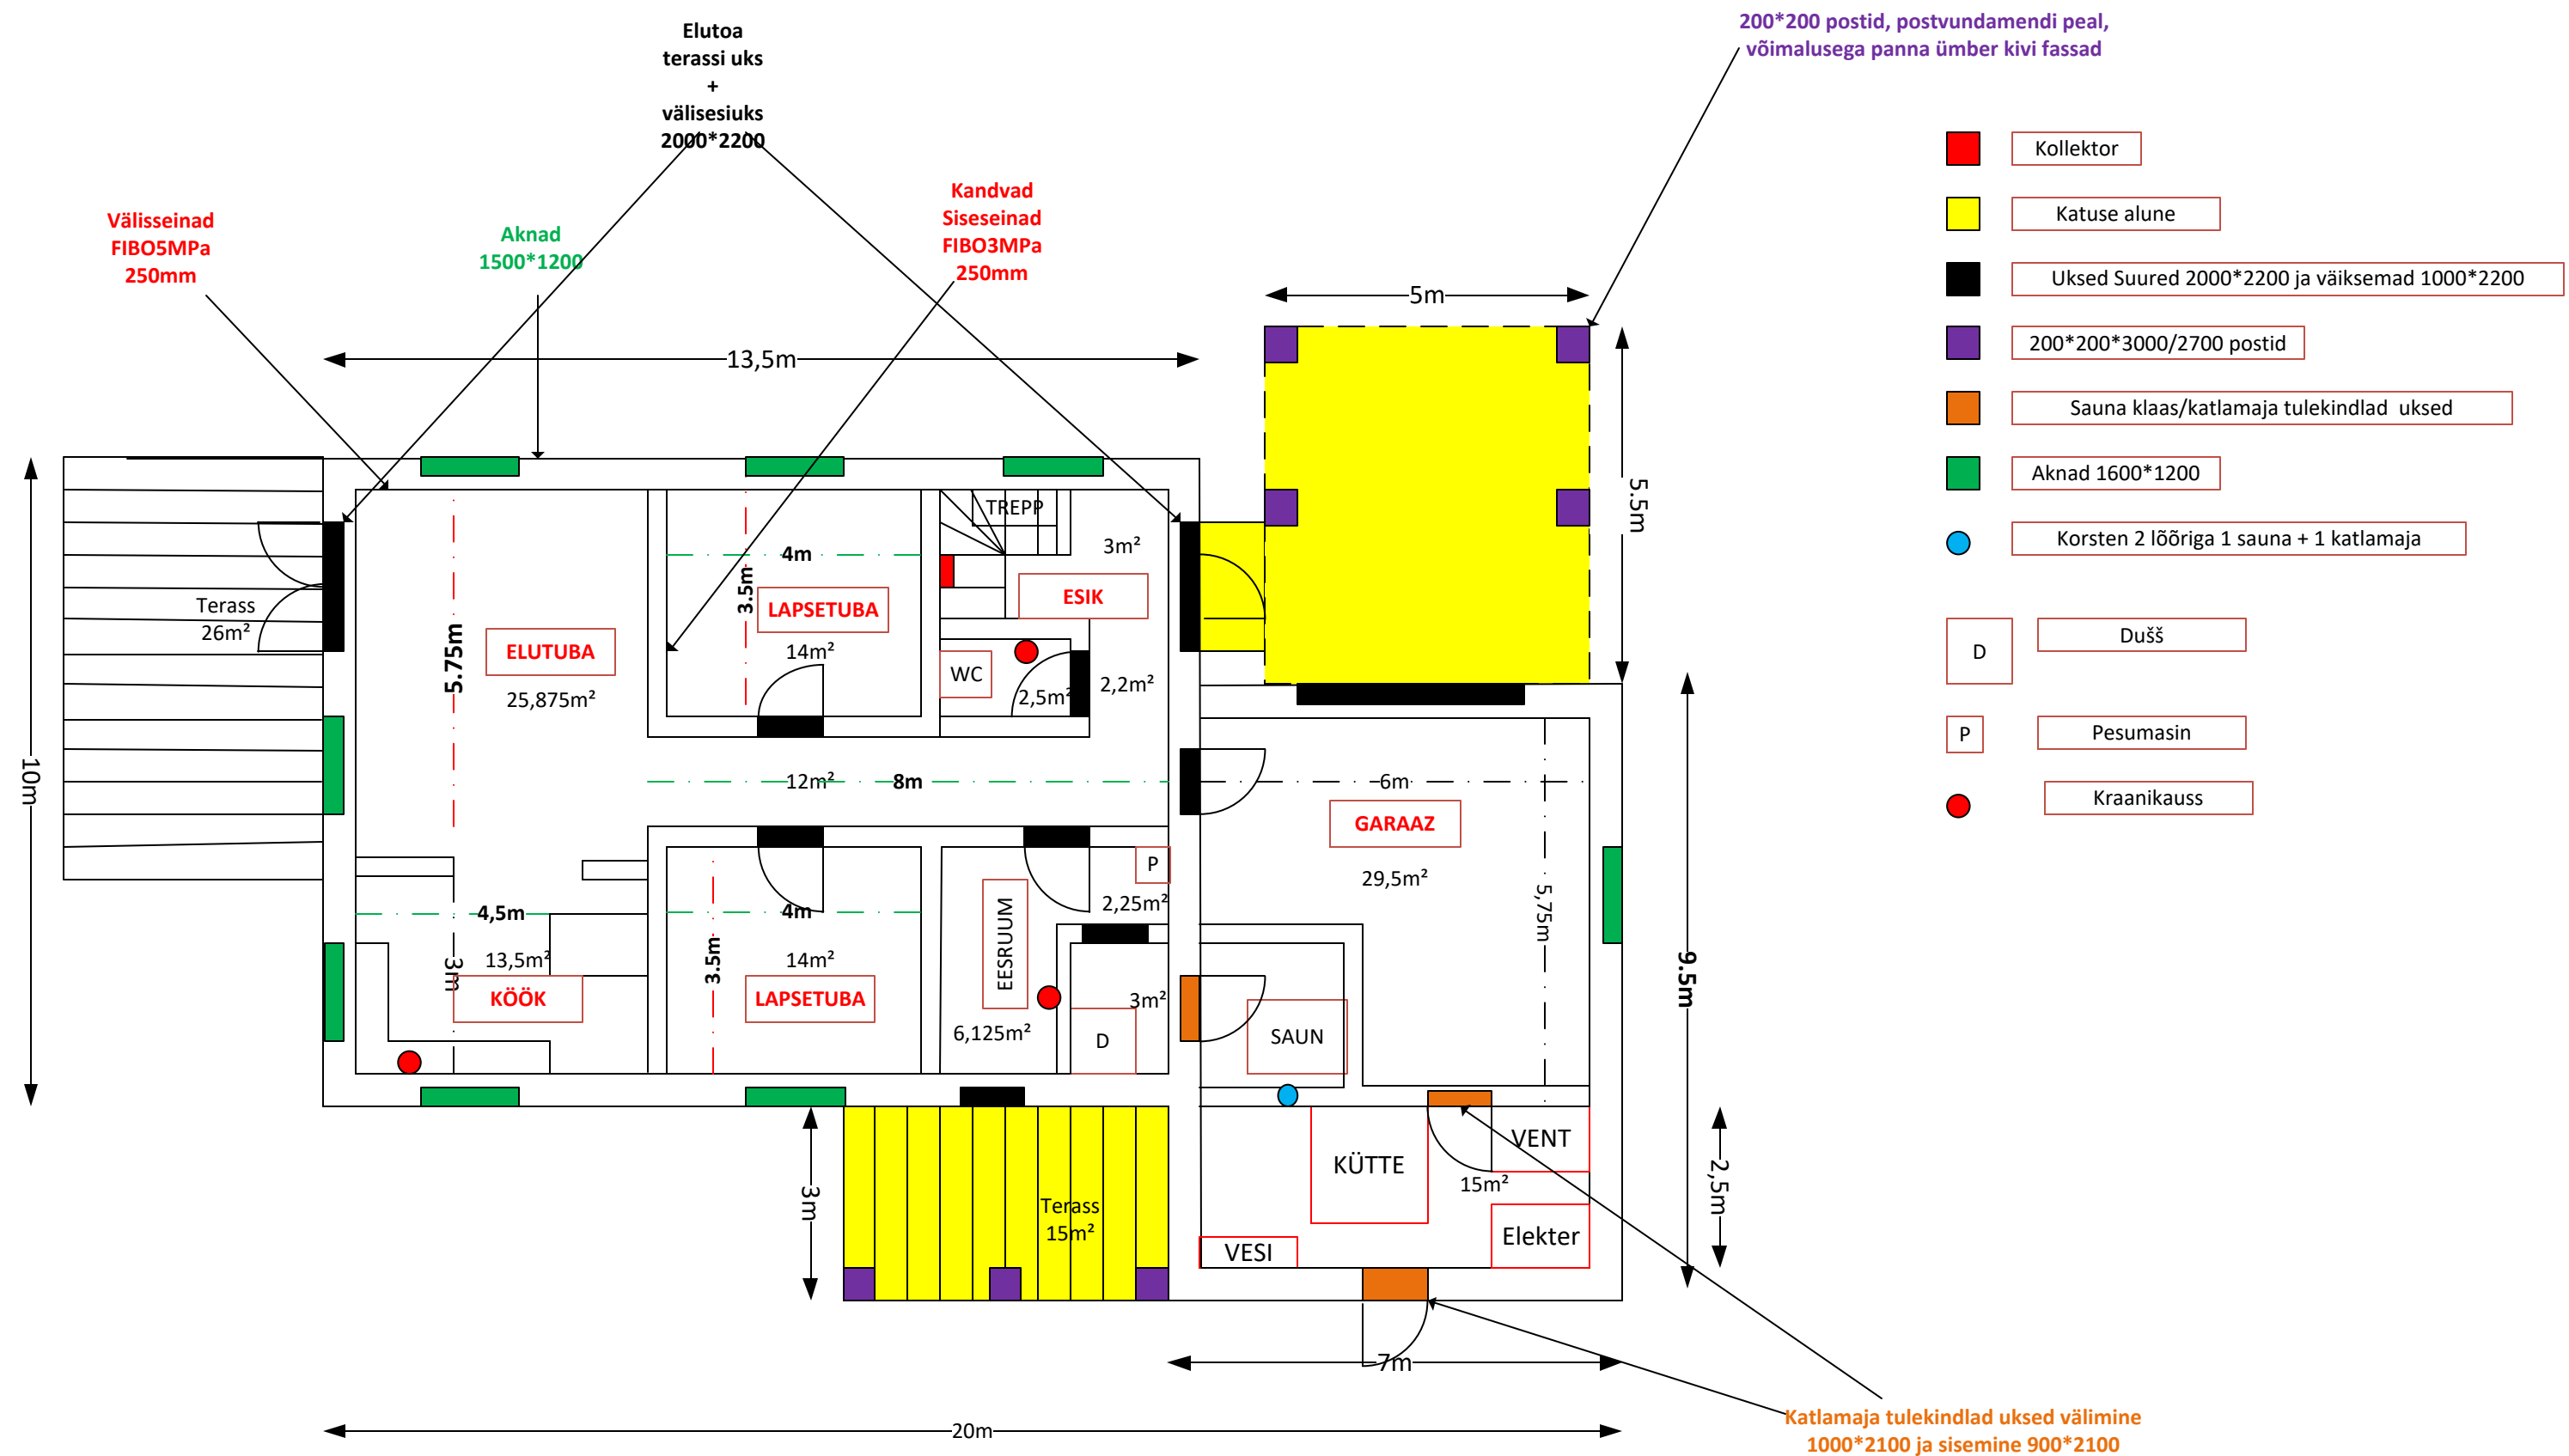 Elutoa
terassi uks
+
välisesiuks
2000*2200
200*200 postid, postvundamendi peal,
võimalusega panna ümber kivi fassad
Välisseinad
FIBO5MPa
250mm
Aknad
1500*1200
Kandvad
Siseseinad
FIBO3MPa
250mm
Kollektor
Katuse alune
Uksed Suured 2000*2200 ja väiksemad 1000*2200
200*200*3000/2700 postid
Sauna klaas/katlamaja tulekindlad uksed
Aknad 1600*1200
Korsten 2 lõõriga 1 sauna + 1 katlamaja
D
Dušš
P
Pesumasin
Kraanikauss
5m
13,5m
5.5m
10m
Terass
26m²
5.75m
ELUTUBA
25,875m²
4m
3.5m
LAPSETUBA
14m²
TREPP
3m²
ESIK
WC
2,5m²
2,2m²
12m²
8m
6m
GARAAZ
29,5m²
5,75m
4,5m
13,5m²
3m
KÖÖK
4m
3.5m
14m²
LAPSETUBA
EESRUUM
6,125m²
P
2,25m²
3m²
D
SAUN
9.5m
3m
Terass
15m²
KÜTTE
VENT
15m²
Elekter
VESI
2,5m
7m
20m
Katlamaja tulekindlad uksed välimine
1000*2100 ja sisemine 900*2100